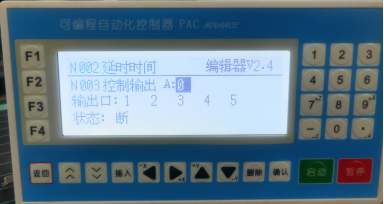 可编程自动化控制器 PAC ADVANCE
N002 延时时间 编辑器V2.4
N003 控制输出 A:0
输出口: 1 2 3 4 5
状态: 断
F1
F2
F3
F4
1 2 3
4 5 6
7 8 9
- 0 .
返回 插入 删除 确认 启动 暂停